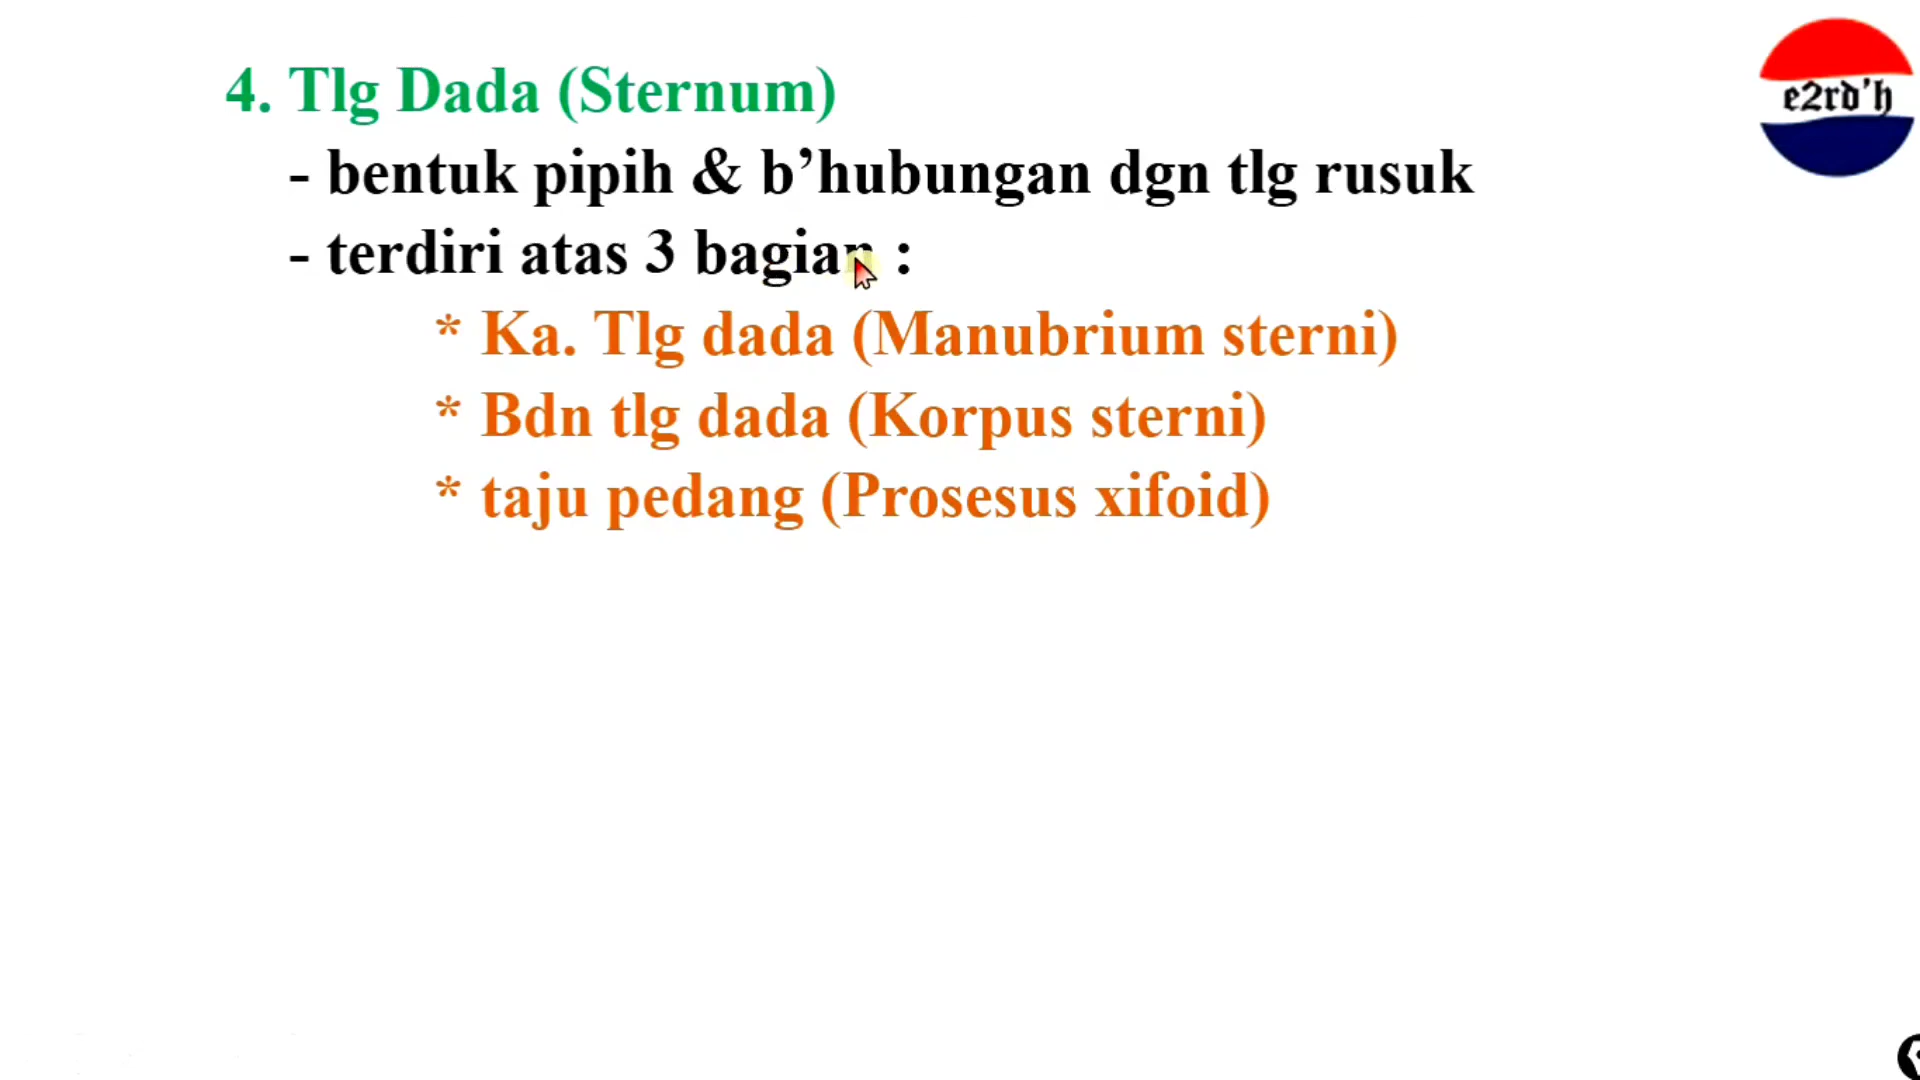 4. Tlg Dada (Sternum)
- bentuk pipih & b’hubungan dgn tlg rusuk
- terdiri atas 3 bagian :
* Ka. Tlg dada (Manubrium sterni)
* Bdn tlg dada (Korpus sterni)
* taju pedang (Prosesus xifoid)
e2rd'h